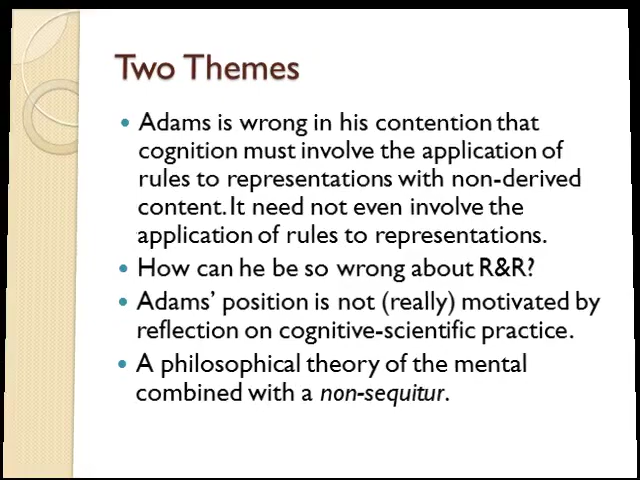 Two Themes
• Adams is wrong in his contention that
cognition must involve the application of
rules to representations with non-derived
content. It need not even involve the
application of rules to representations.
• How can he be so wrong about R&R?
• Adams’ position is not (really) motivated by
reflection on cognitive-scientific practice.
• A philosophical theory of the mental
combined with a non-sequitur.